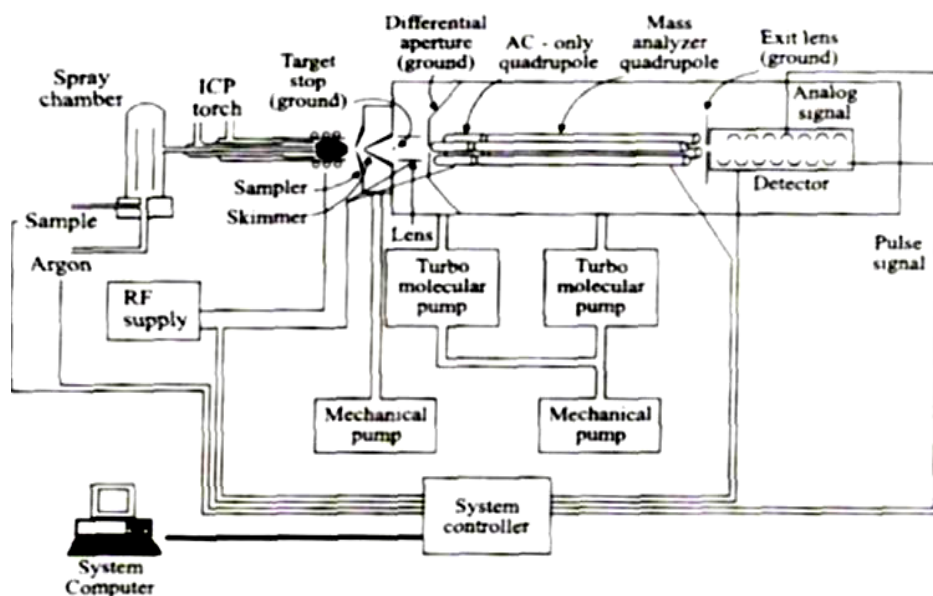 Differential
aperture
(ground)
AC - only
quadrupole
Mass
analyzer
quadrupole
Exit lens
(ground)
Target
stop
(ground)
Spray
chamber
ICP
torch
Analog
signal
Sampler
Skimmer
Detector
Sample
Lens
Argon
Pulse
signal
RF
supply
Turbo
molecular
pump
Turbo
molecular
pump
Mechanical
pump
Mechanical
pump
System
controller
System
Computer